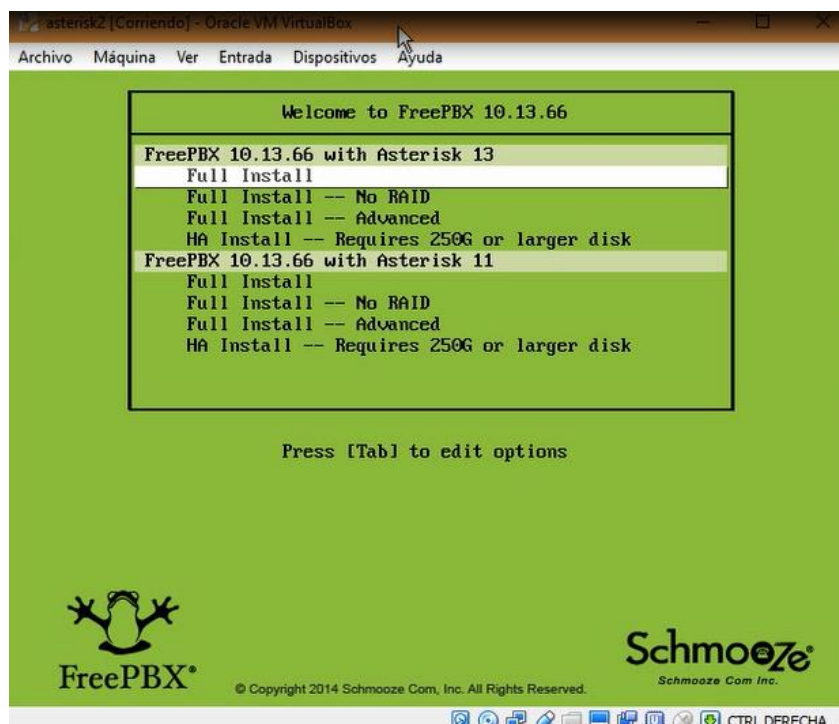 asterisk2 [Corriendo] - Oracle VM VirtualBox
Archivo Máquina Ver Entrada Dispositivos Ayuda
Welcome to FreePBX 10.13.66
FreePBX 10.13.66 with Asterisk 13
Full Install
Full Install -- No RAID
Full Install -- Advanced
HA Install -- Requires 250G or larger disk
FreePBX 10.13.66 with Asterisk 11
Full Install
Full Install -- No RAID
Full Install -- Advanced
HA Install -- Requires 250G or larger disk
Press [Tab] to edit options
FreePBX®
© Copyright 2014 Schmooze Com, Inc. All Rights Reserved.
Schmooze®
Schmooze Com Inc.
CTRL DERECHA